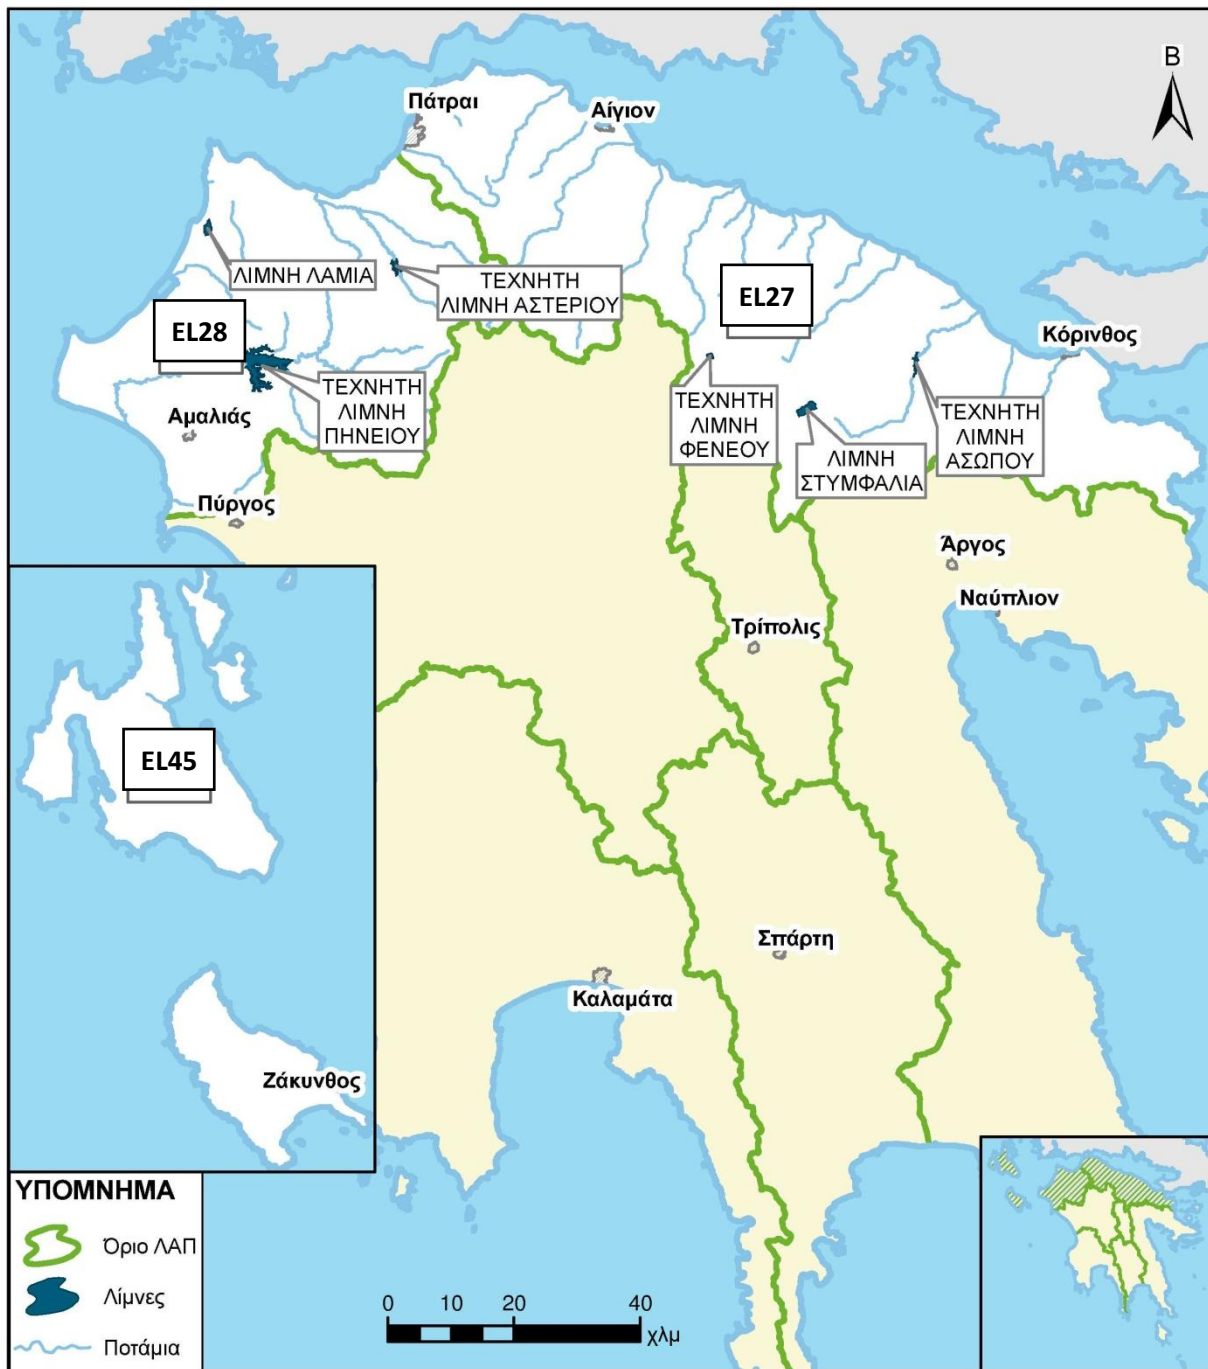 Β
Πάτραι
Αίγιον
ΛΙΜΝΗ ΛΑΜΙΑ
ΤΕΧΝΗΤΗ
ΛΙΜΝΗ ΑΣΤΕΡΙΟΥ
EL27
EL28
Κόρινθος
ΤΕΧΝΗΤΗ
ΛΙΜΝΗ
ΠΗΝΕΙΟΥ
Αμαλιάς
ΤΕΧΝΗΤΗ
ΛΙΜΝΗ
ΦΕΝΕΟΥ
ΛΙΜΝΗ
ΣΤΥΜΦΑΛΙΑ
ΤΕΧΝΗΤΗ
ΛΙΜΝΗ
ΑΣΩΠΟΥ
Πύργος
Άργος
Ναύπλιον
Τρίπολις
EL45
Σπάρτη
Καλαμάτα
Ζάκυνθος
ΥΠΟΜΝΗΜΑ
Όριο ΛΑΠ
Λίμνες
Ποτάμια
0 10 20 40
χλμ